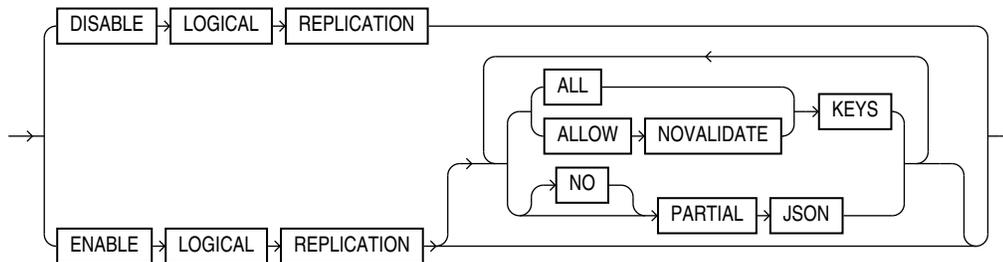 DISABLE LOGICAL REPLICATION
ALL
KEYS
ALLOW NOVALIDATE
NO
PARTIAL JSON
ENABLE LOGICAL REPLICATION